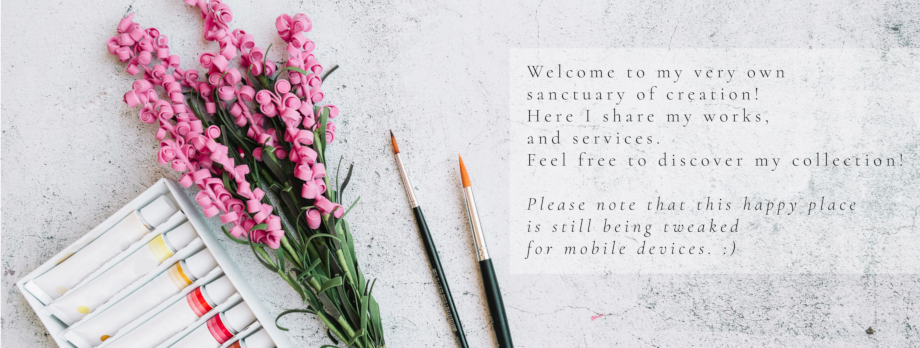 Welcome to my very own
sanctuary of creation!
Here I share my works,
and services.
Feel free to discover my collection!
Please note that this happy place
is still being tweaked
for mobile devices. :)